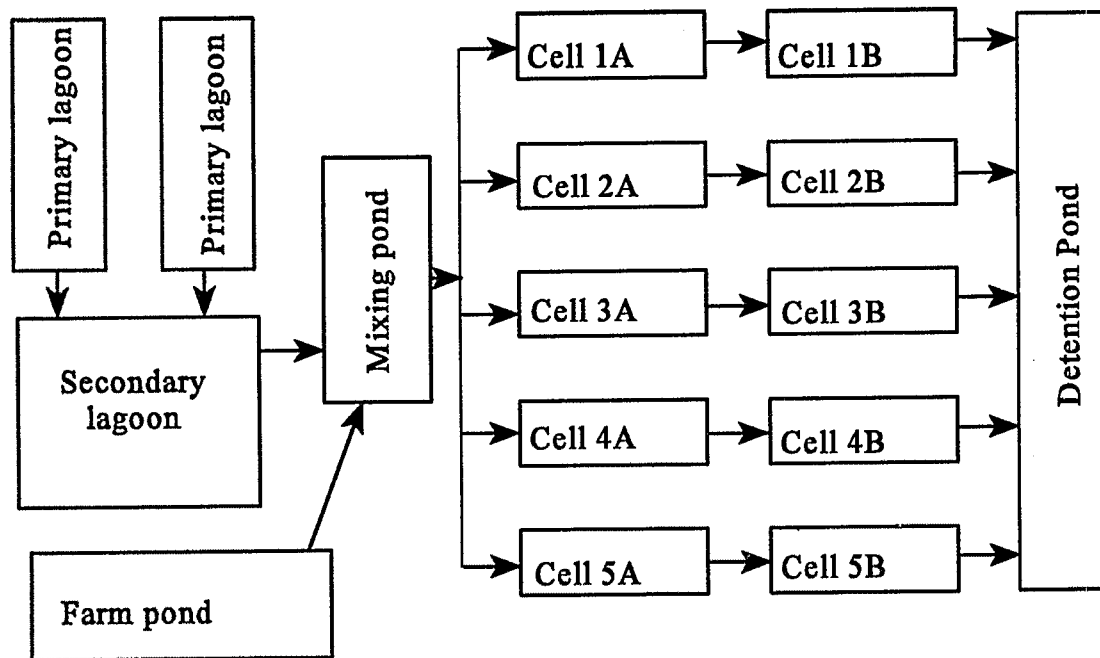 Primary lagoon
Primary lagoon
Secondary
lagoon
Farm pond
Mixing pond
Cell 1A
Cell 1B
Cell 2A
Cell 2B
Cell 3A
Cell 3B
Cell 4A
Cell 4B
Cell 5A
Cell 5B
Detention Pond